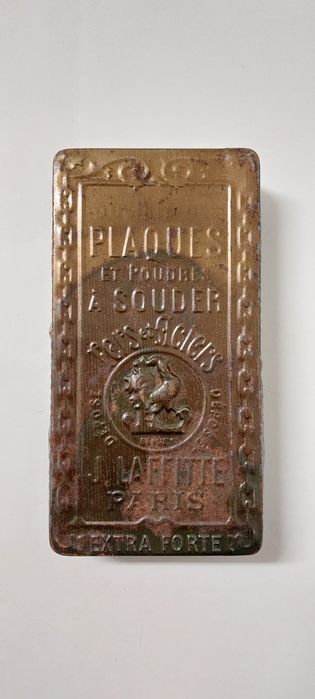 PLAQUES
ET POUDRES
À SOUDER
Fers et Aciers
DÉPOSÉ
DÉPOSÉ
J. LAFFITTE
PARIS
EXTRA FORTE